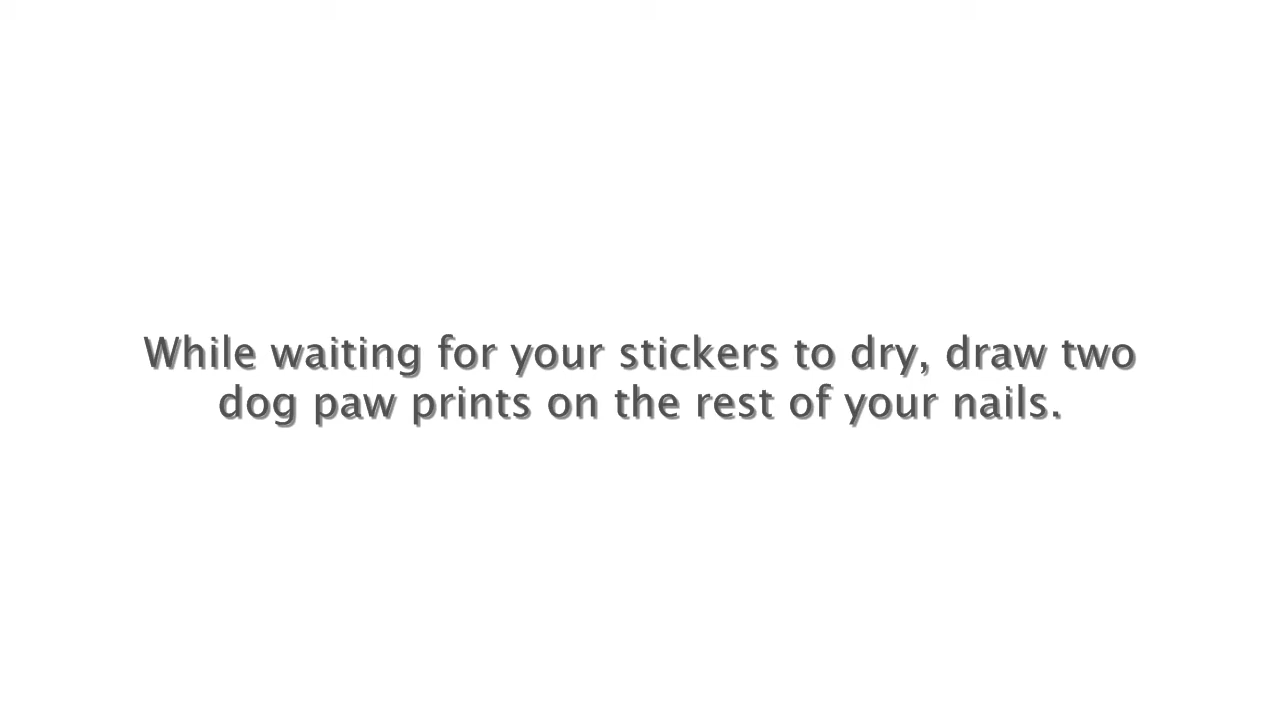 While waiting for your stickers to dry, draw two
dog paw prints on the rest of your nails.